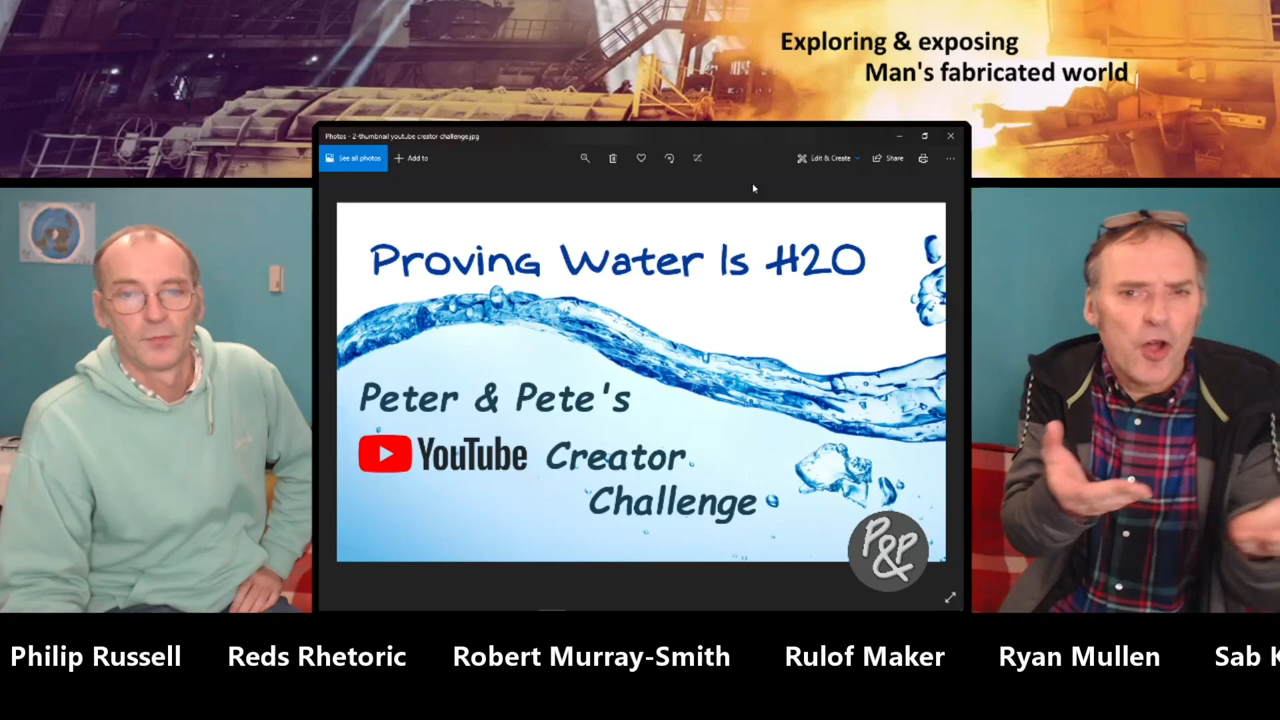 Exploring & exposing
Man's fabricated world
Photos - 2-thumbnail youtube creator challenge.jpg
See all photos
Add to
Edit & Create
Share
Proving Water Is H2O
Peter & Pete's
YouTube Creator
Challenge
P&P
Philip Russell Reds Rhetoric Robert Murray-Smith Rulof Maker Ryan Mullen Sab K